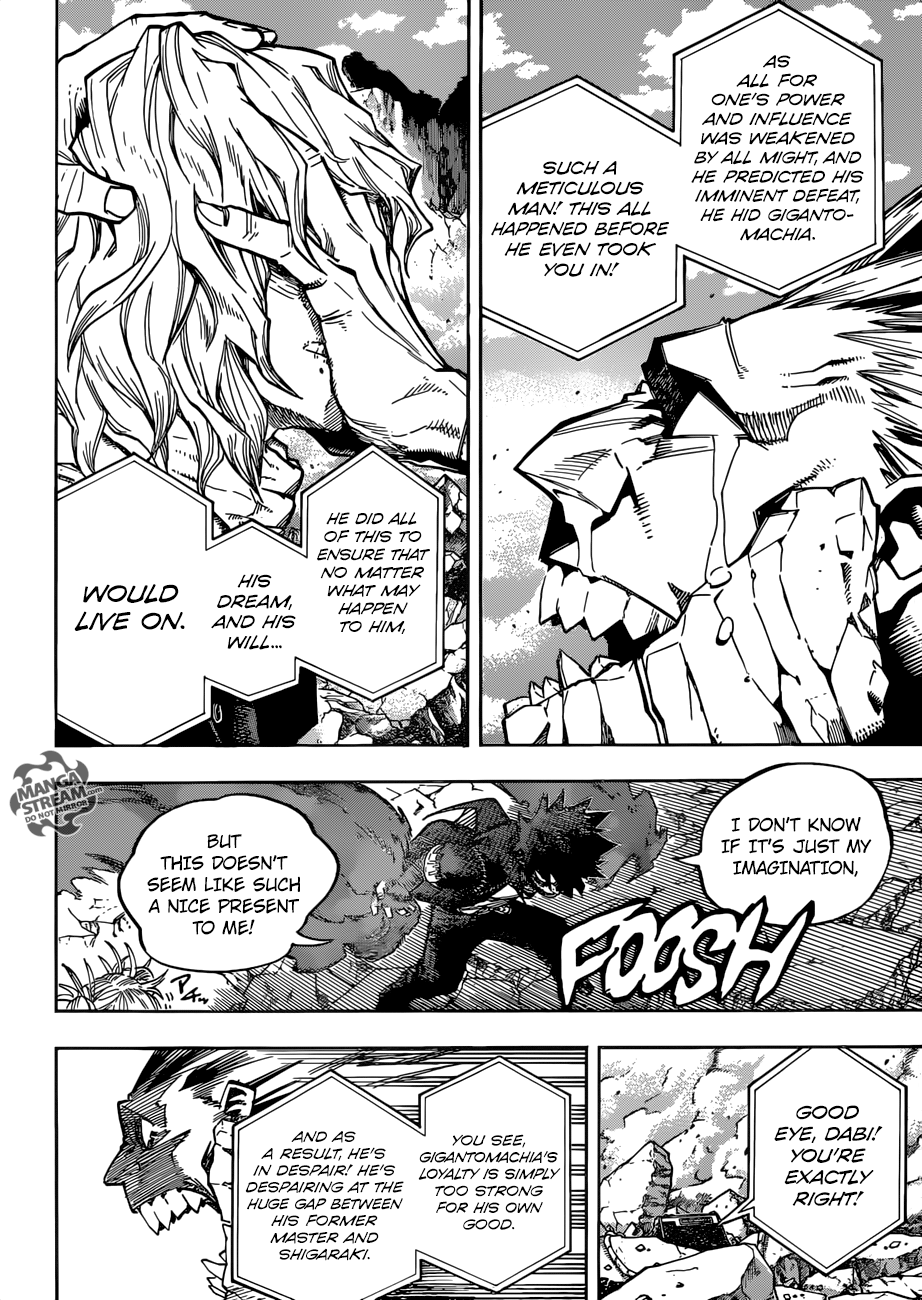 AS
ALL FOR
ONE'S POWER
AND INFLUENCE
WAS WEAKENED
BY ALL MIGHT, AND
HE PREDICTED HIS
IMMINENT DEFEAT,
HE HID GIGANTO-
MACHIA.
SUCH A
METICULOUS
MAN! THIS ALL
HAPPENED BEFORE
HE EVEN TOOK
YOU IN!
HE DID ALL
OF THIS TO
ENSURE THAT
NO MATTER
WHAT MAY
HAPPEN
TO HIM,
HIS
DREAM,
AND HIS
WILL...
WOULD
LIVE ON.
MANGA
STREAM.com
DO NOT MIRROR!
I DON'T KNOW
IF IT'S JUST MY
IMAGINATION,
FOOSH
BUT
THIS DOESN'T
SEEM LIKE SUCH
A NICE PRESENT
TO ME!
GOOD
EYE, DABI!
YOU'RE
EXACTLY
RIGHT!
YOU SEE,
GIGANTOMACHIA'S
LOYALTY IS SIMPLY
TOO STRONG
FOR HIS OWN
GOOD.
AND AS
A RESULT, HE'S
IN DESPAIR! HE'S
DESPAIRING AT THE
HUGE GAP BETWEEN
HIS FORMER
MASTER AND
SHIGARAKI.